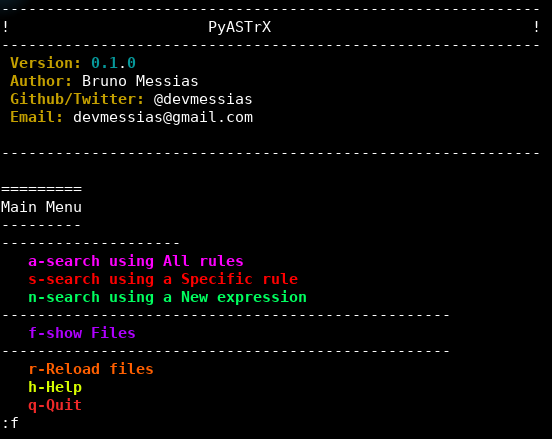 ------------------------------------------------------------
!                      PyASTrX                             !
------------------------------------------------------------
Version: 0.1.0
Author: Bruno Messias
Github/Twitter: @devmessias
Email: devmessias@gmail.com
------------------------------------------------------------
=========
Main Menu
---------
--------------------
a-search using All rules
s-search using a Specific rule
n-search using a New expression
--------------------------------------------------
f-show Files
--------------------------------------------------
r-Reload files
h-Help
q-Quit
:f